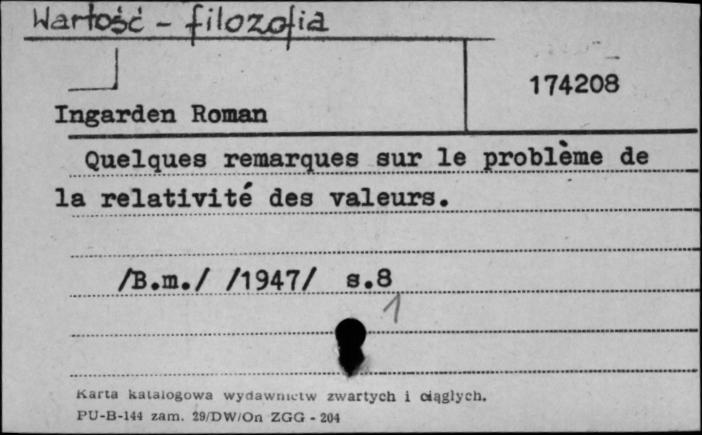 Wartość - filozofia
174208
Ingarden Roman
Quelques remarques sur le problème de
la relativité des valeurs.
/B.m./ /1947/ s.8
1
Karta katalogowa wydawnictw zwartych i ciągłych.
PU-B-144 zam. 29/DW/On ZGG - 204